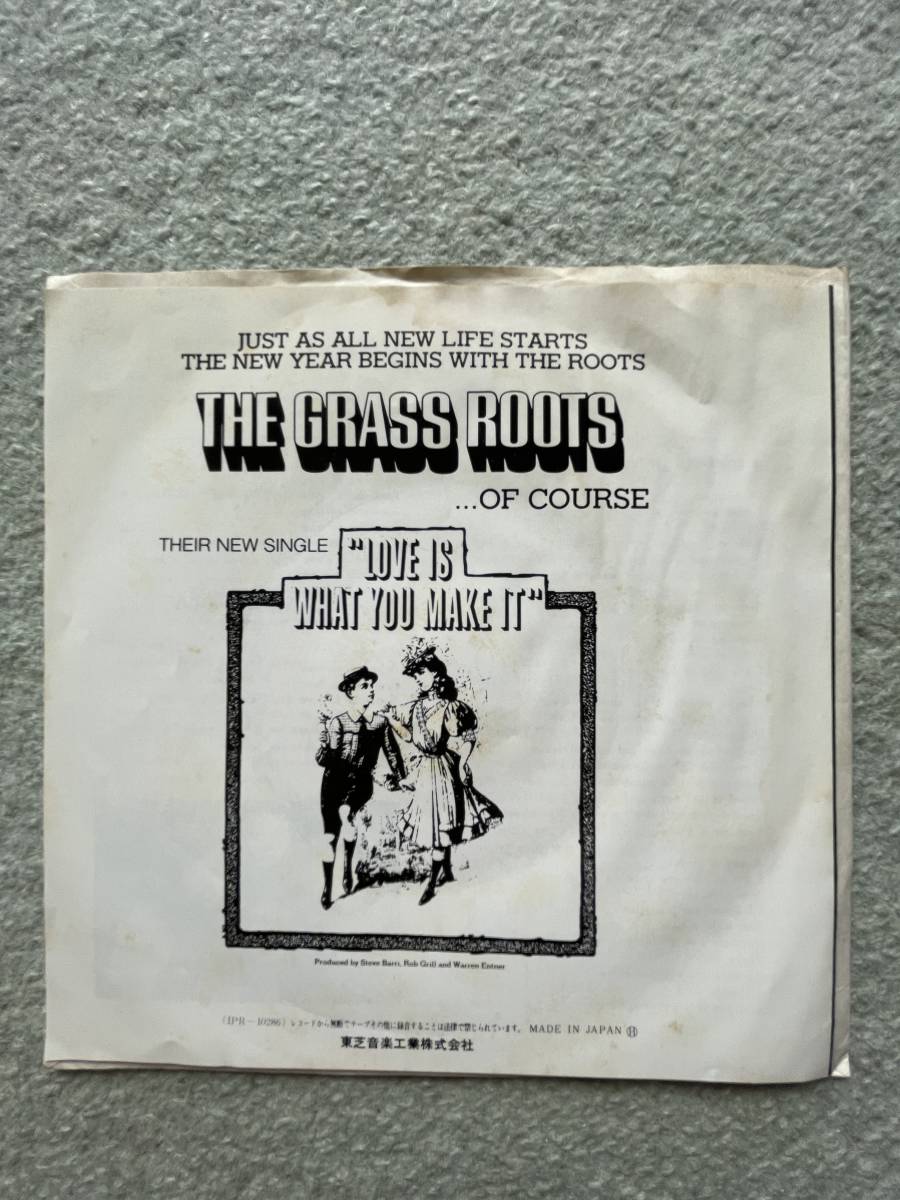 JUST AS ALL NEW LIFE STARTS
THE NEW YEAR BEGINS WITH THE ROOTS
THE GRASS ROOTS
...OF COURSE
THEIR NEW SINGLE "LOVE IS
WHAT YOU MAKE IT"
Produced by Steve Barri, Rob Grill and Warren Entner
(IPR-10286) レコードから無断でテープその他に録音することは法律で禁じられています。 MADE IN JAPAN Ⓗ
東芝音楽工業株式会社